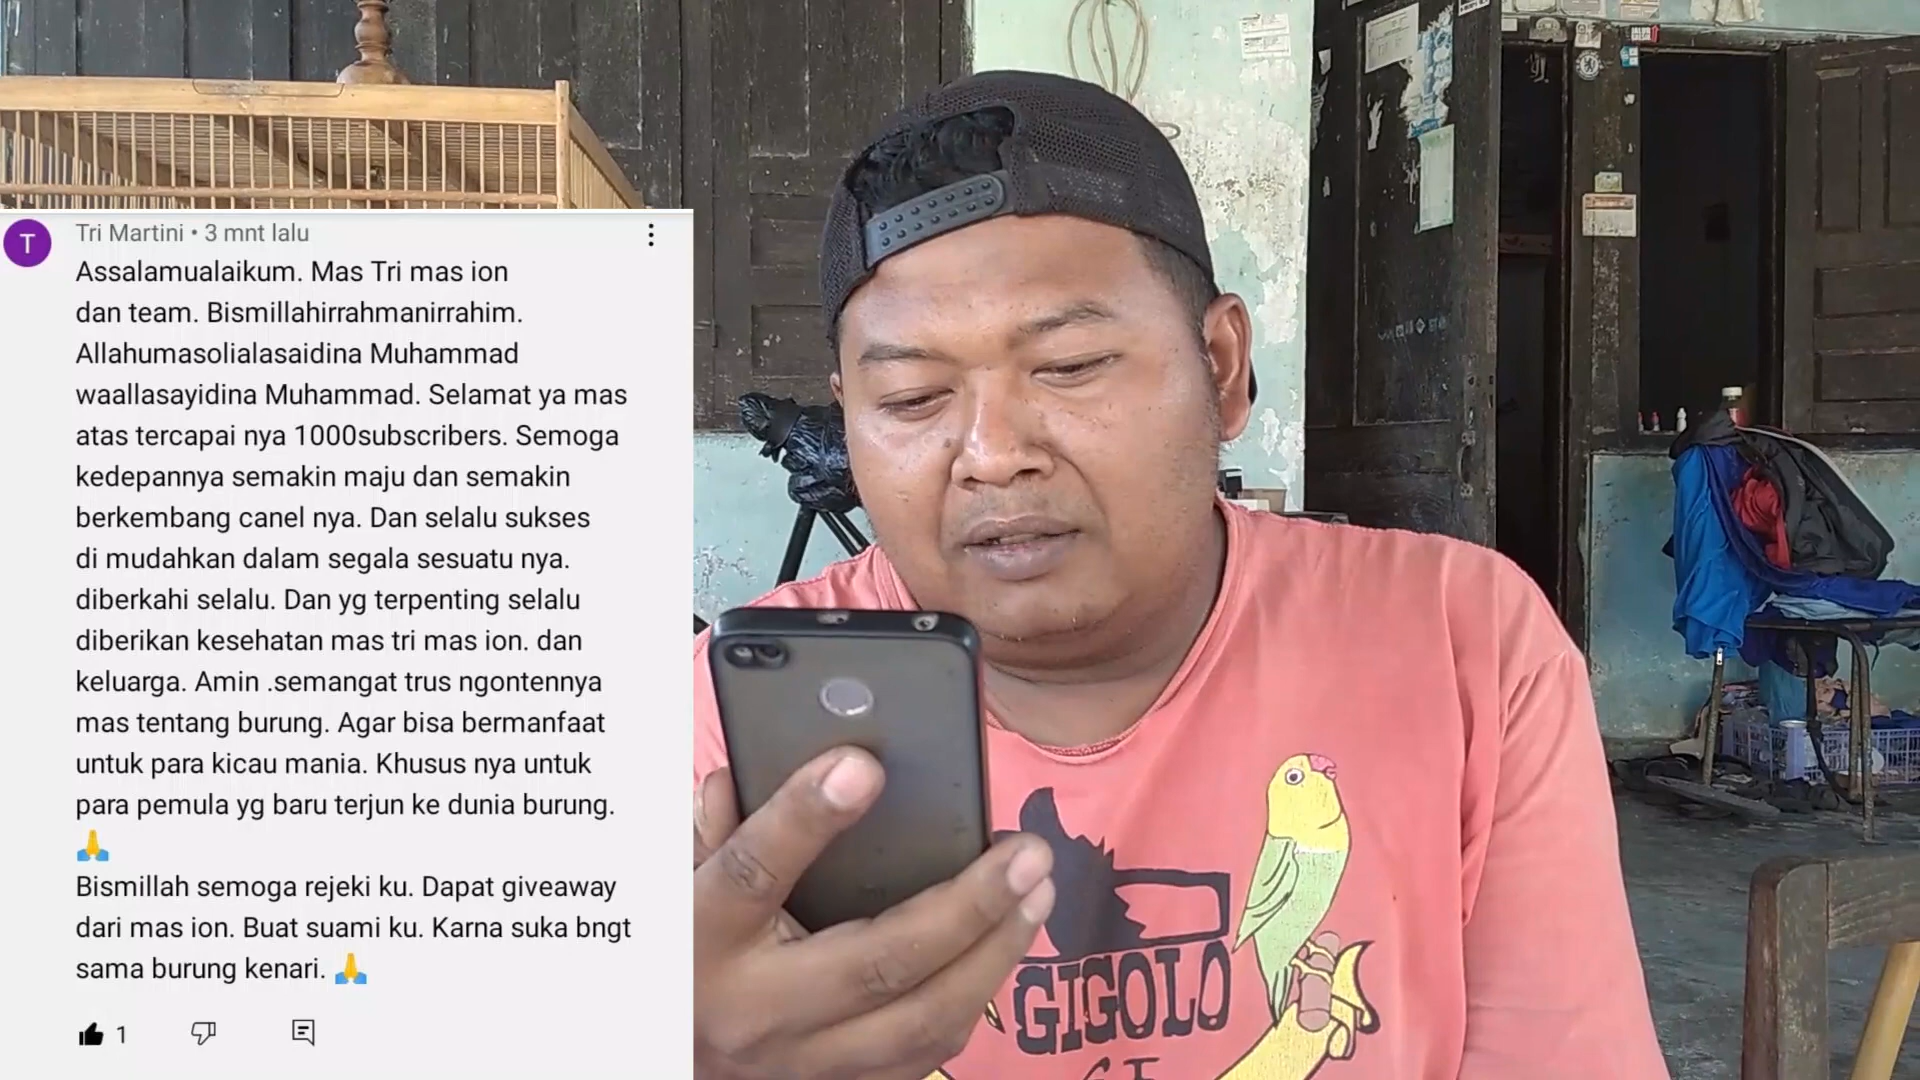 T
Tri Martini • 3 mnt lalu
Assalamualaikum. Mas Tri mas ion
dan team. Bismillahirrahmanirrahim.
Allahumasolialasaidina Muhammad
waallasayidina Muhammad. Selamat ya mas
atas tercapai nya 1000subscribers. Semoga
kedepannya semakin maju dan semakin
berkembang canel nya. Dan selalu sukses
di mudahkan dalam segala sesuatu nya.
diberkahi selalu. Dan yg terpenting selalu
diberikan kesehatan mas tri mas ion. dan
keluarga. Amin .semangat trus ngontennya
mas tentang burung. Agar bisa bermanfaat
untuk para kicau mania. Khusus nya untuk
para pemula yg baru terjun ke dunia burung.
🙏
Bismillah semoga rejeki ku. Dapat giveaway
dari mas ion. Buat suami ku. Karna suka bngt
sama burung kenari. 🙏
1
GIGOLO